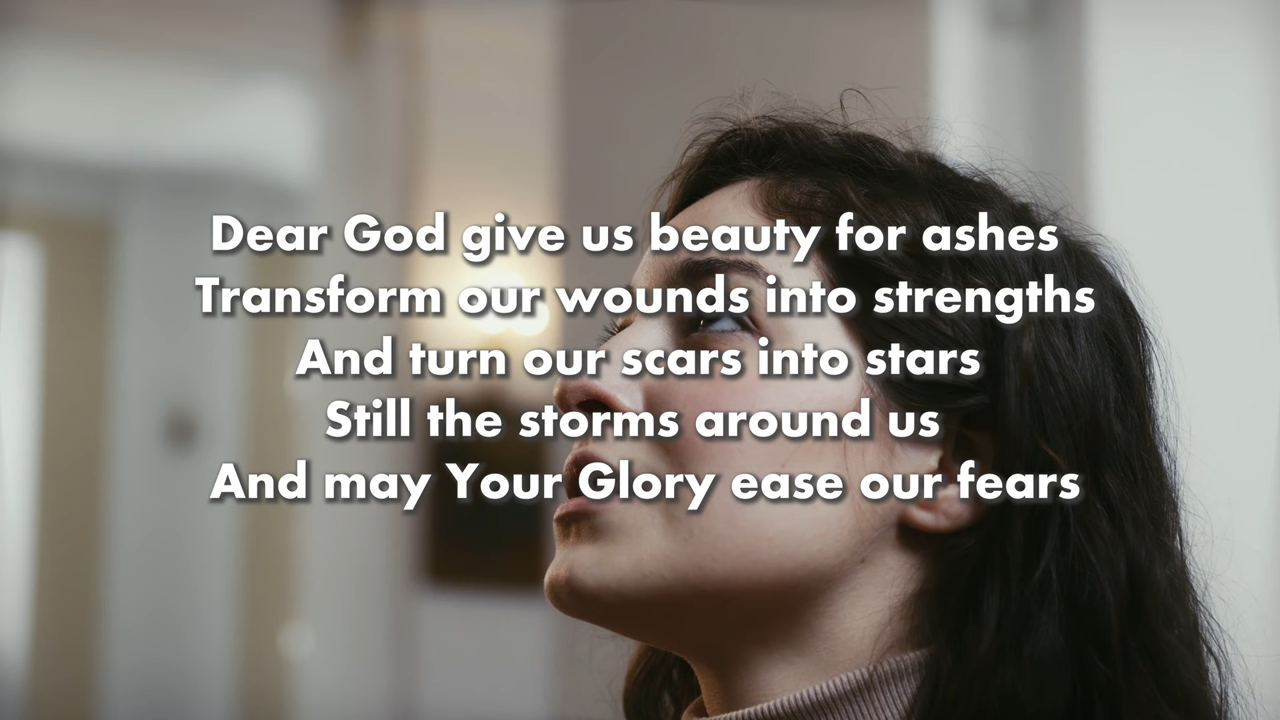 Dear God give us beauty for ashes
Transform our wounds into strengths
And turn our scars into stars
Still the storms around us
And may Your Glory ease our fears